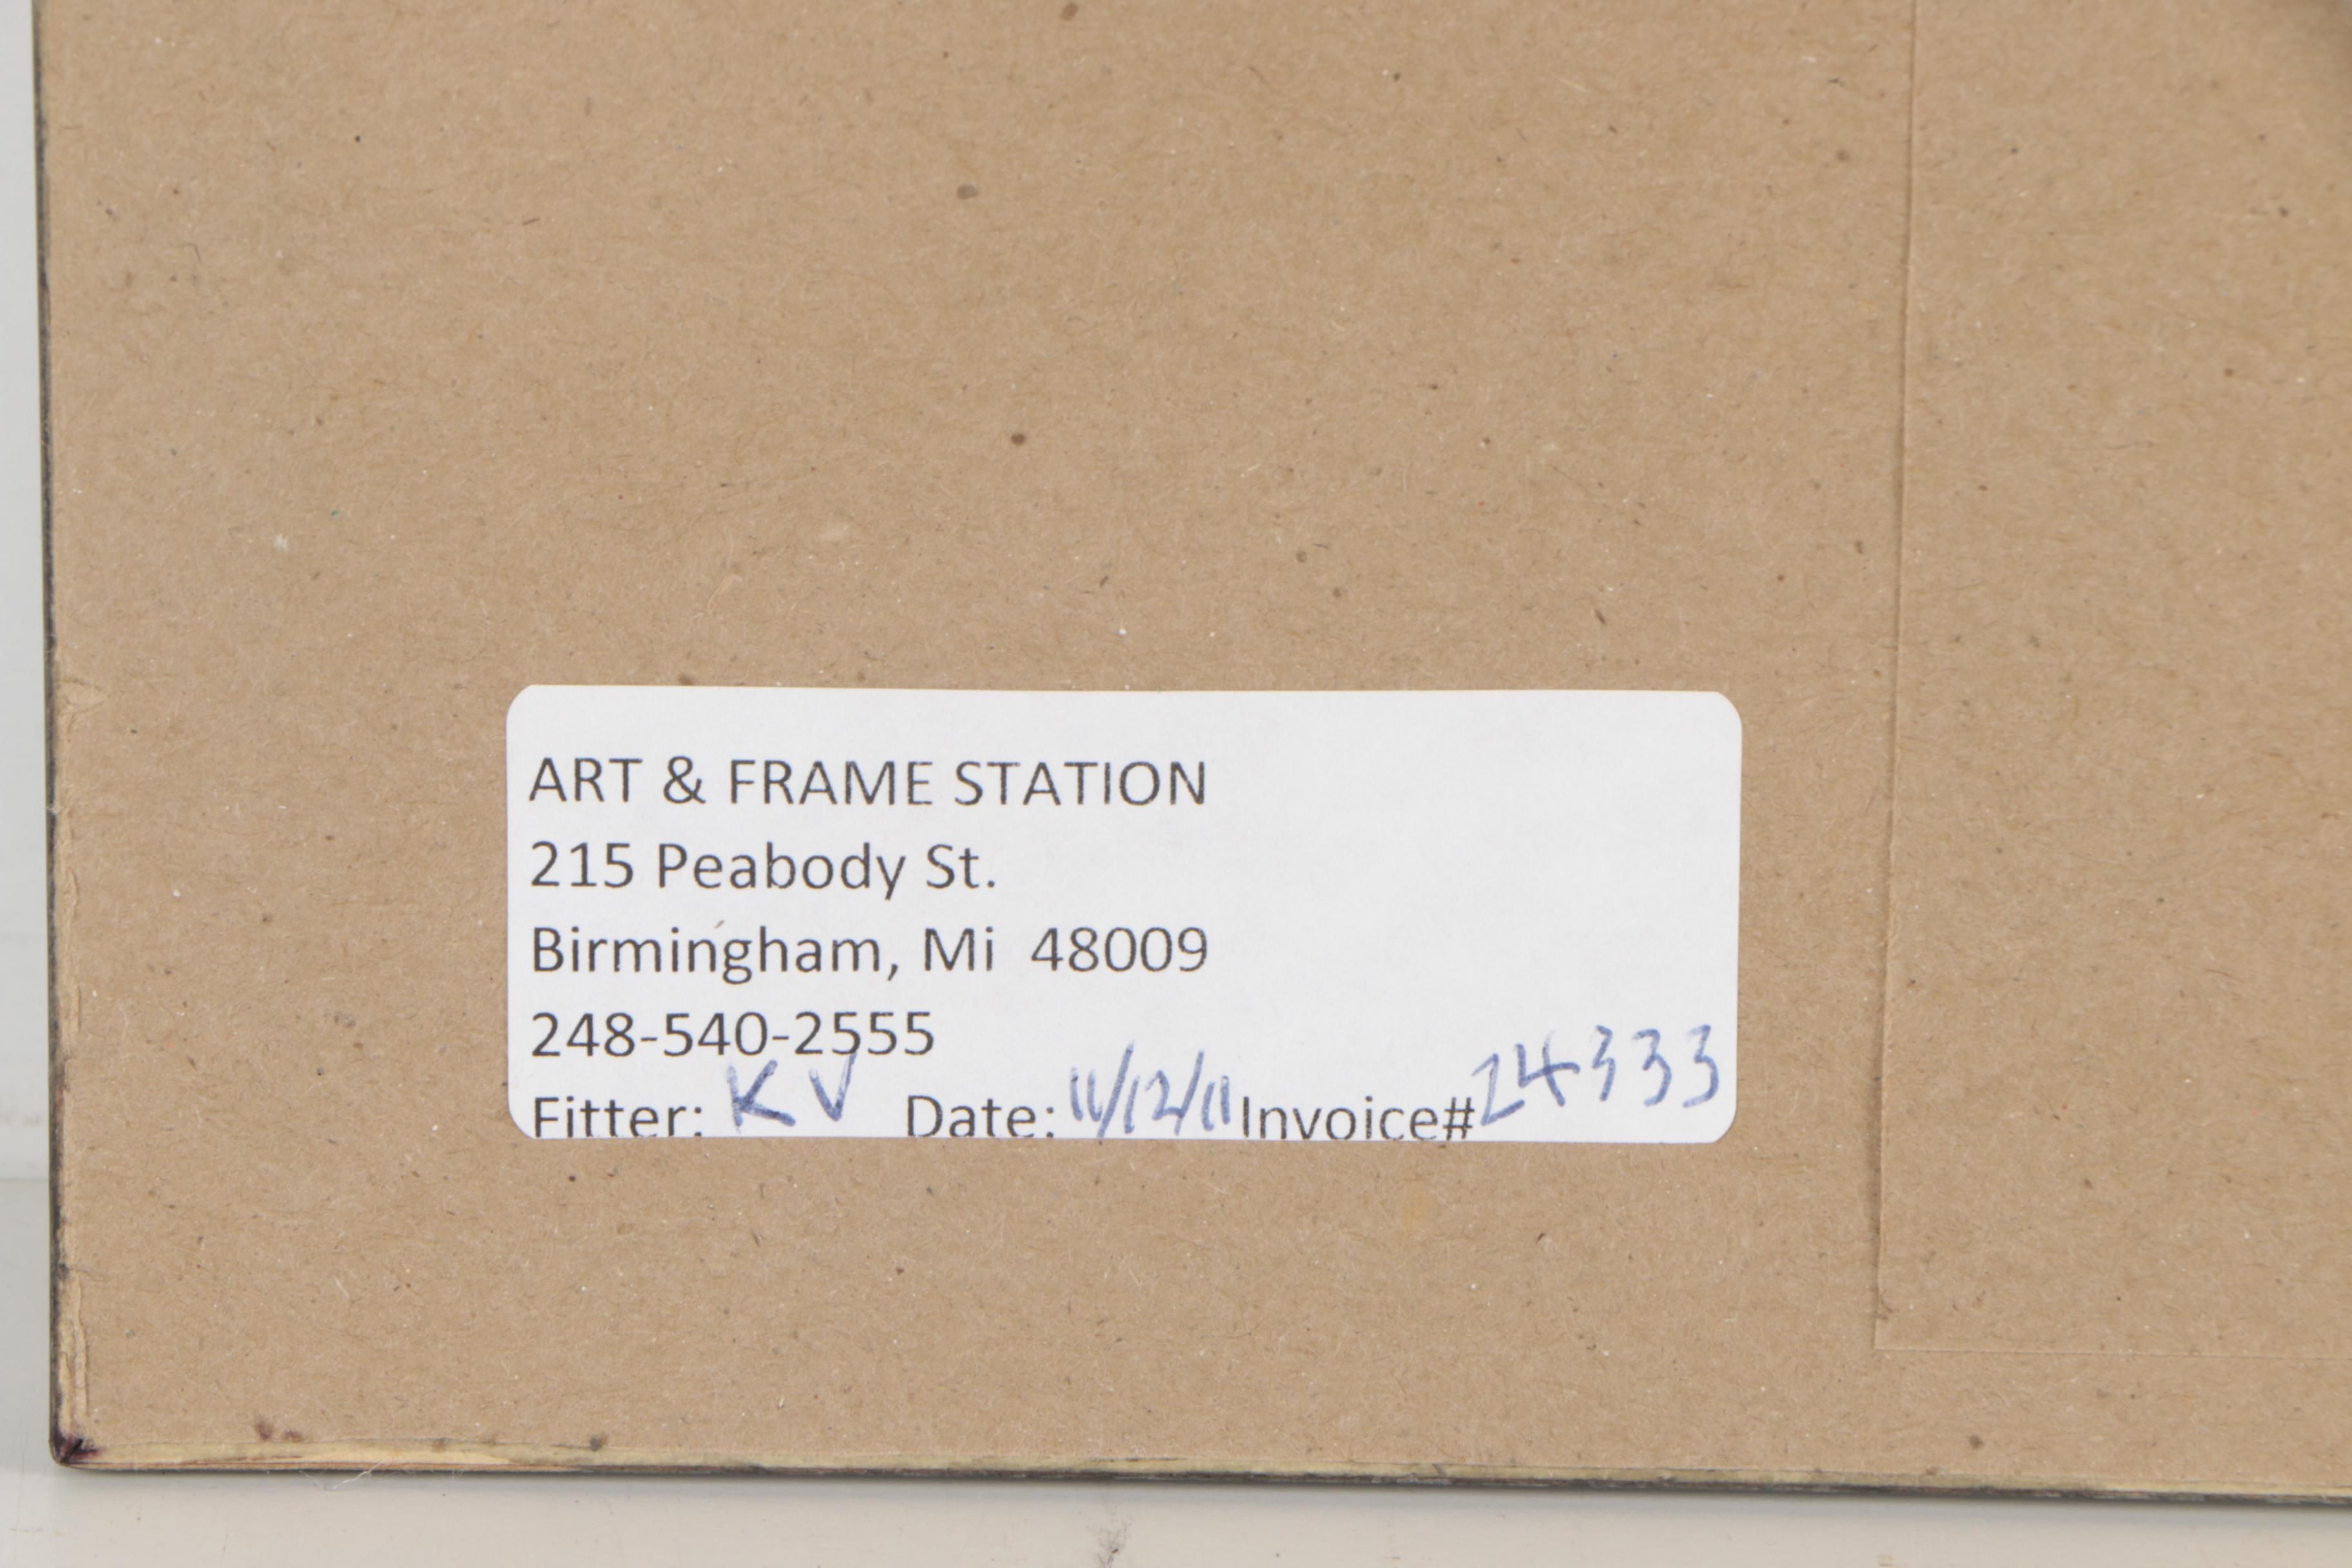 ART & FRAME STATION
215 Peabody St.
Birmingham, Mi  48009
248-540-2555
Fitter: KV Date: 11/12/11 Invoice# 24333